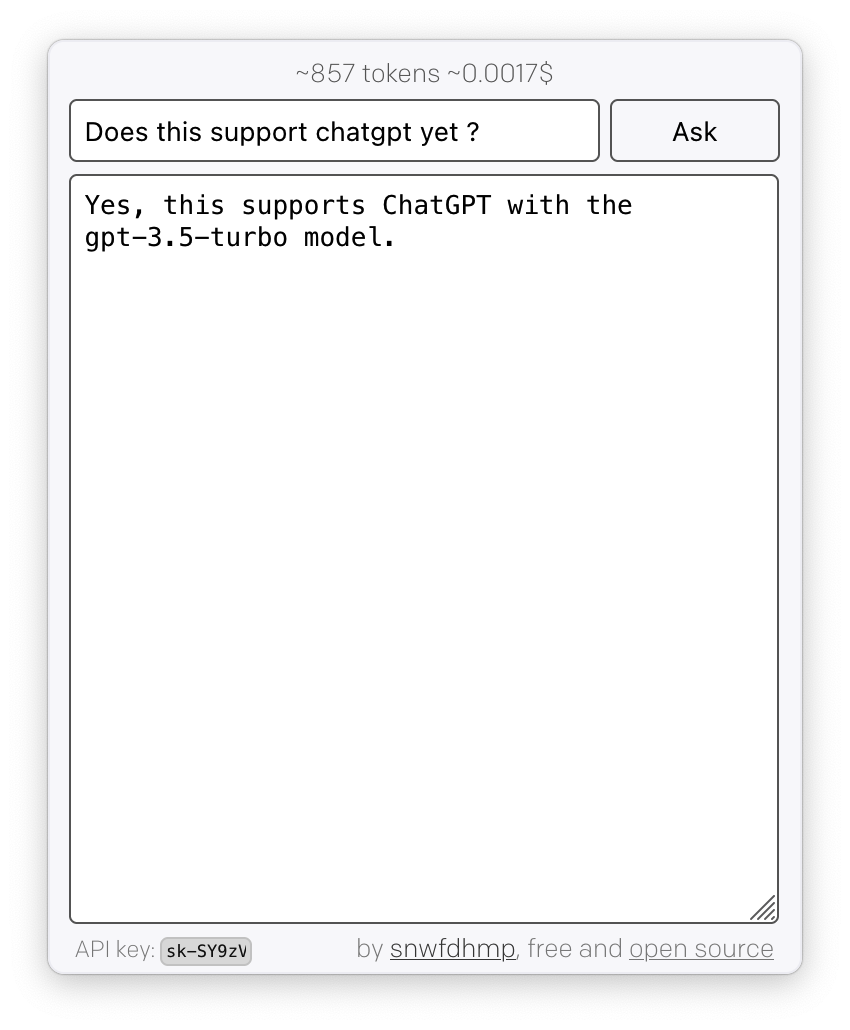 ~857 tokens ~0.0017$
Does this support chatgpt yet ?
Ask
Yes, this supports ChatGPT with the
gpt-3.5-turbo model.
API key: sk-SY9zV
by snwfdhmp, free and open source